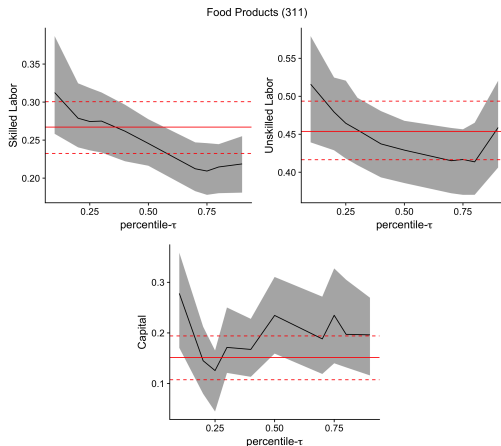 Food Products (311)
Skilled Labor
0.35
0.30
0.25
0.20
0.25
0.50
0.75
percentile-τ
Unskilled Labor
0.55
0.50
0.45
0.40
0.25
0.50
0.75
percentile-τ
Capital
0.3
0.2
0.1
0.25
0.50
0.75
percentile-τ